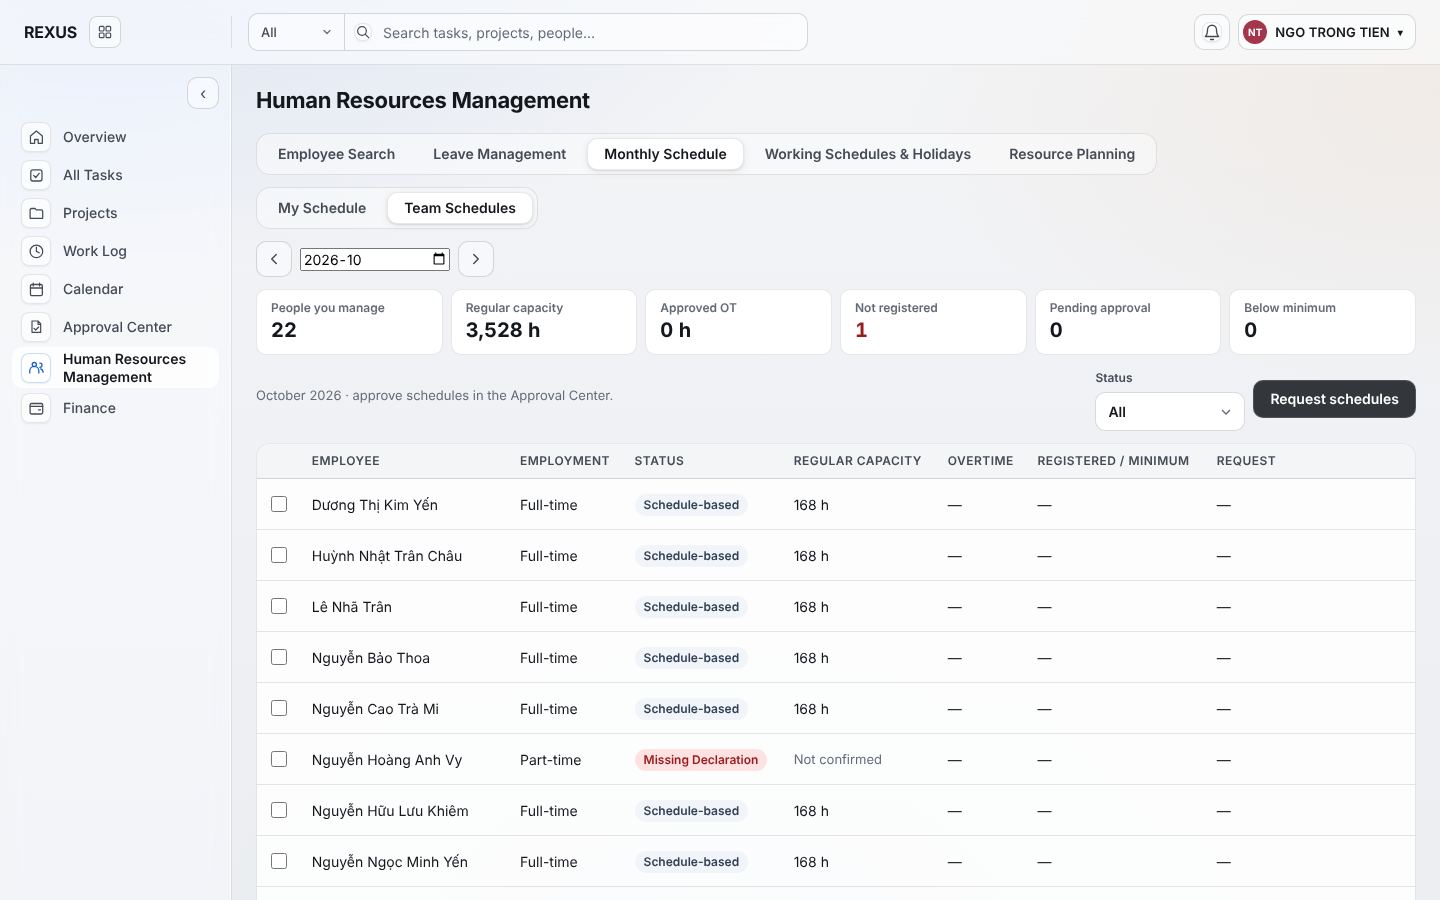 REXUS
All
Search tasks, projects, people...
NT
NGO TRONG TIEN
Overview
All Tasks
Projects
Work Log
Calendar
Approval Center
Human Resources
Management
Finance
Human Resources Management
Employee Search
Leave Management
Monthly Schedule
Working Schedules & Holidays
Resource Planning
My Schedule
Team Schedules
2026-10
People you manage
22
Regular capacity
3,528 h
Approved OT
0 h
Not registered
1
Pending approval
0
Below minimum
0
October 2026 · approve schedules in the Approval Center.
Status
All
Request schedules
EMPLOYEE EMPLOYMENT STATUS REGULAR CAPACITY OVERTIME REGISTERED / MINIMUM REQUEST
Dương Thị Kim Yến Full-time Schedule-based 168 h — — —
Huỳnh Nhật Trân Châu Full-time Schedule-based 168 h — — —
Lê Nhã Trân Full-time Schedule-based 168 h — — —
Nguyễn Bảo Thoa Full-time Schedule-based 168 h — — —
Nguyễn Cao Trà Mi Full-time Schedule-based 168 h — — —
Nguyễn Hoàng Anh Vy Part-time Missing Declaration Not confirmed — — —
Nguyễn Hữu Lưu Khiêm Full-time Schedule-based 168 h — — —
Nguyễn Ngọc Minh Yến Full-time Schedule-based 168 h — — —